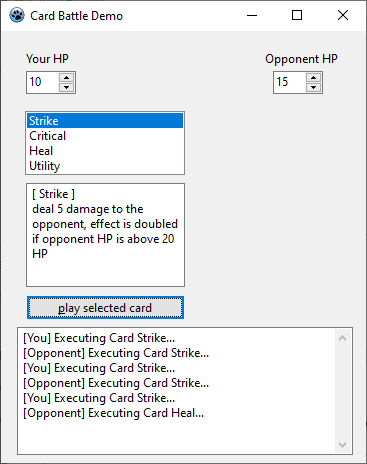 Card Battle Demo
Your HP
Opponent HP
10
15
Strike
Critical
Heal
Utility
[ Strike ]
deal 5 damage to the
opponent, effect is doubled
if opponent HP is above 20
HP
play selected card
[You] Executing Card Strike...
[Opponent] Executing Card Strike...
[You] Executing Card Strike...
[Opponent] Executing Card Strike...
[You] Executing Card Strike...
[Opponent] Executing Card Heal...